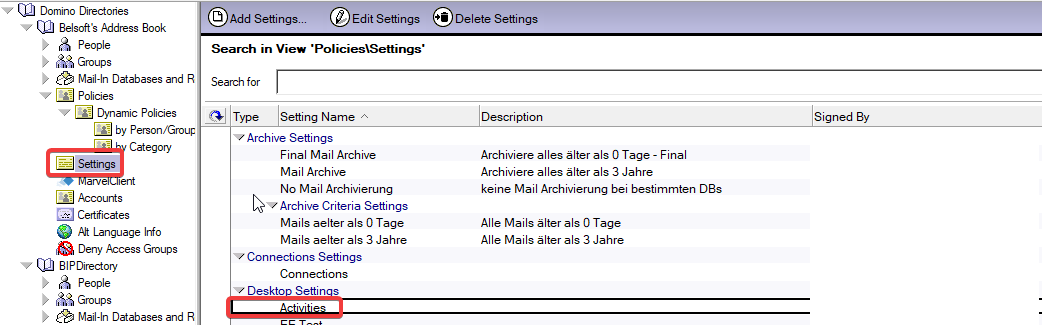 Domino Directories
Belsoft's Address Book
People
Groups
Mail-In Databases and R
Policies
Dynamic Policies
by Person/Group
by Category
Settings
MarvelClient
Accounts
Certificates
Alt Language Info
Deny Access Groups
BIPDirectory
People
Groups
Mail-In Databases and R
Add Settings... Edit Settings Delete Settings
Search in View 'Policies\Settings'
Search for
Type Setting Name Description Signed By
Archive Settings
Final Mail Archive Archiviere alles älter als 0 Tage - Final
Mail Archive Archiviere alles älter als 3 Jahre
No Mail Archivierung keine Mail Archivierung bei bestimmten DBs
Archive Criteria Settings
Mails aelter als 0 Tage Alle Mails älter als 0 Tage
Mails aelter als 3 Jahre Alle Mails älter als 3 Jahre
Connections Settings
Connections
Desktop Settings
Activities